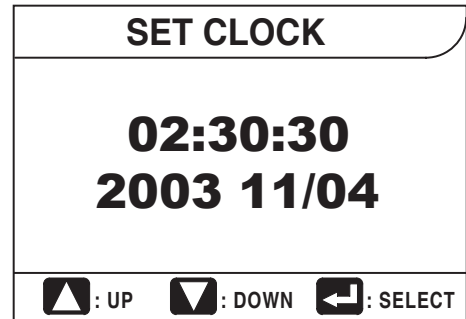 SET CLOCK
02:30:30
2003 11/04
: UP : DOWN : SELECT